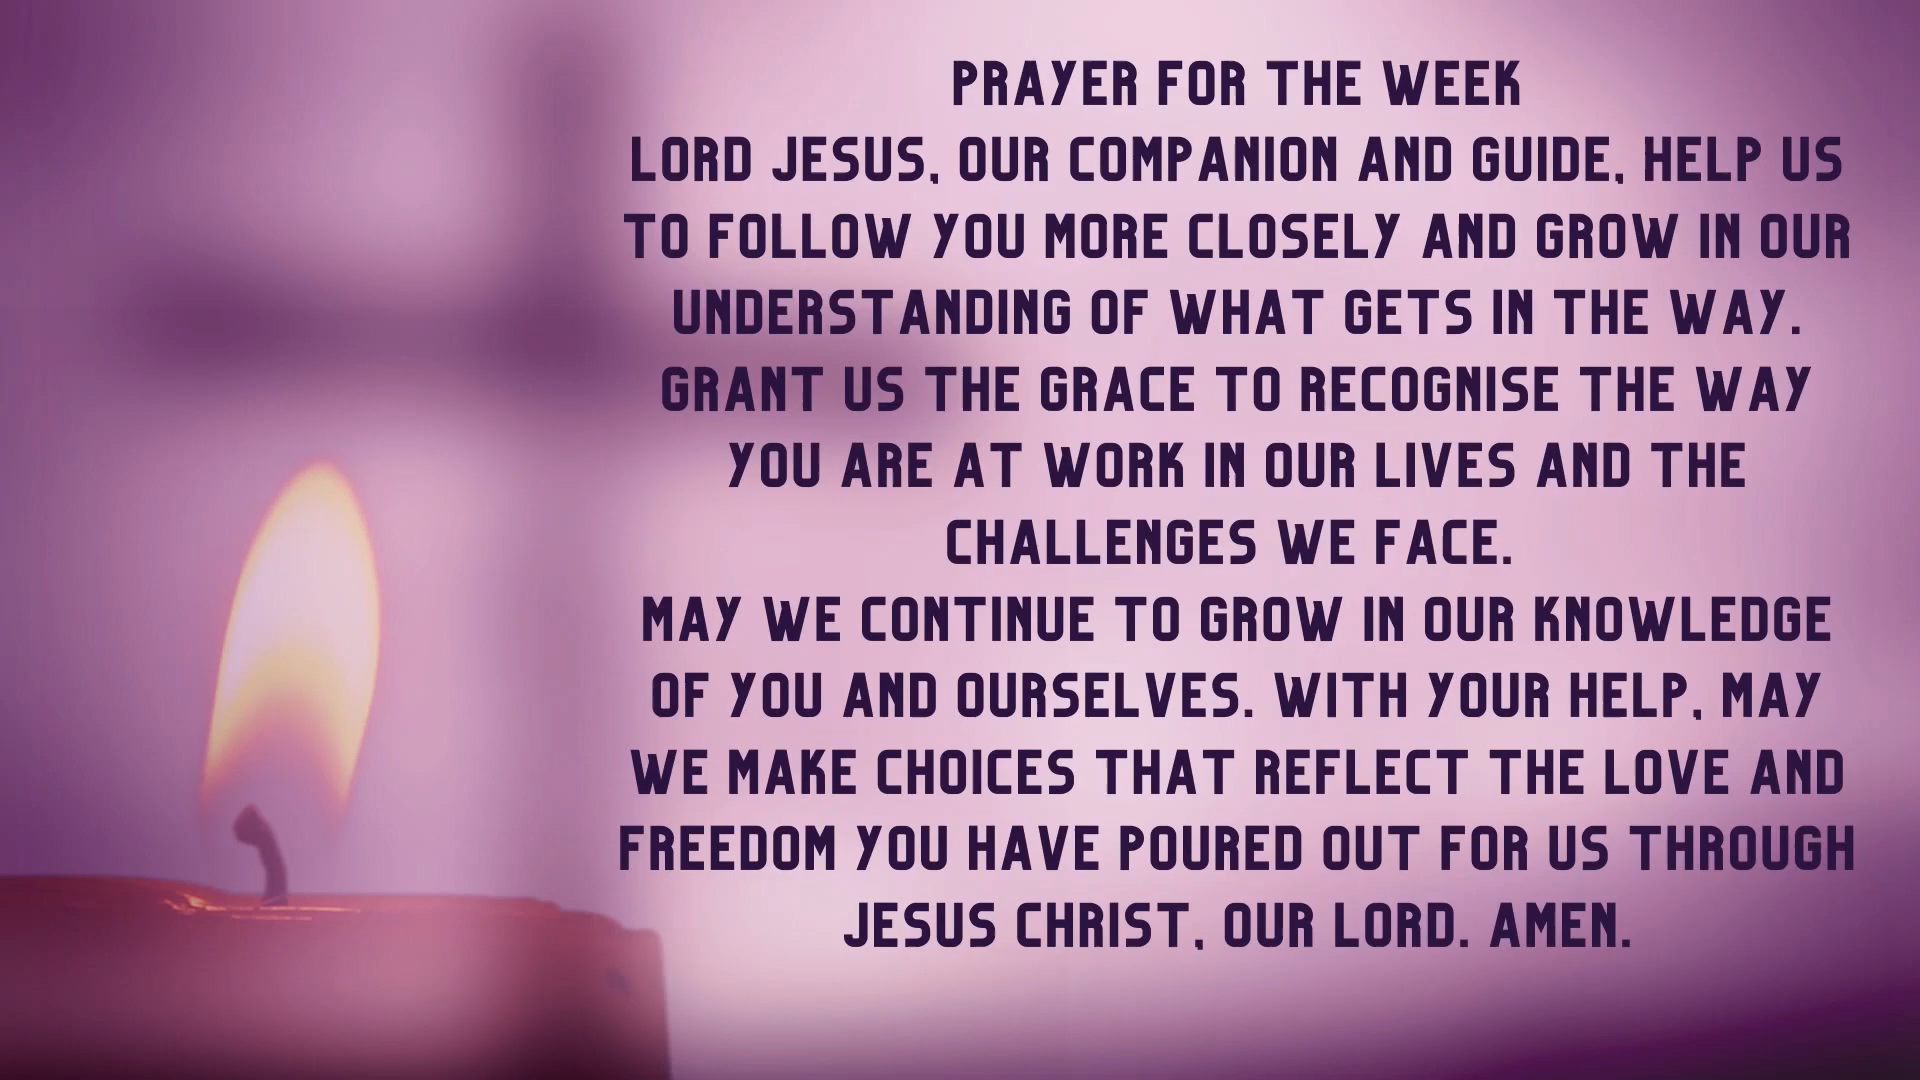 PRAYER FOR THE WEEK
LORD JESUS, OUR COMPANION AND GUIDE, HELP US
TO FOLLOW YOU MORE CLOSELY AND GROW IN OUR
UNDERSTANDING OF WHAT GETS IN THE WAY.
GRANT US THE GRACE TO RECOGNISE THE WAY
YOU ARE AT WORK IN OUR LIVES AND THE
CHALLENGES WE FACE.
MAY WE CONTINUE TO GROW IN OUR KNOWLEDGE
OF YOU AND OURSELVES. WITH YOUR HELP, MAY
WE MAKE CHOICES THAT REFLECT THE LOVE AND
FREEDOM YOU HAVE POURED OUT FOR US THROUGH
JESUS CHRIST, OUR LORD. AMEN.